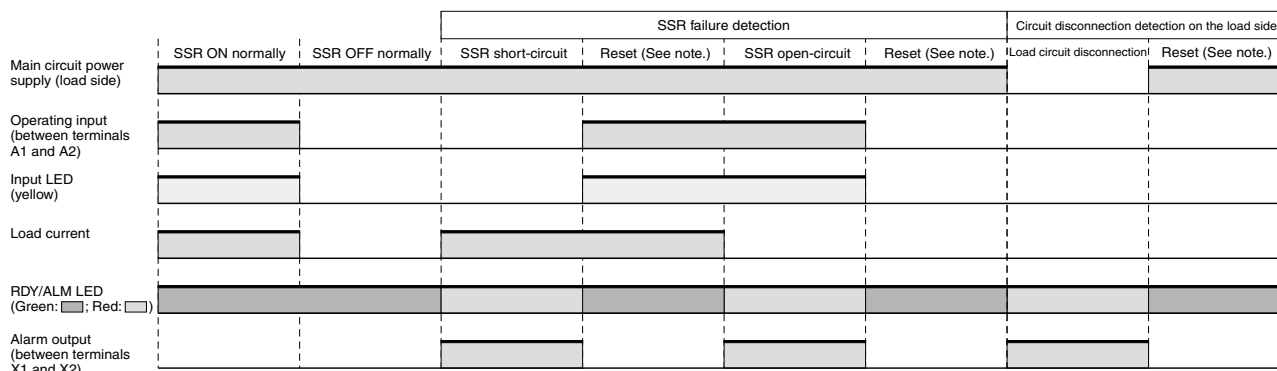 SSR failure detection
Circuit disconnection detection on the load side
SSR ON normally
SSR OFF normally
SSR short-circuit
Reset (See note.)
SSR open-circuit
Reset (See note.)
Load circuit disconnection
Reset (See note.)
Main circuit power
supply (load side)
Operating input
(between terminals
A1 and A2)
Input LED
(yellow)
Load current
RDY/ALM LED
(Green: ; Red: )
Alarm output
(between terminals
X1 and X2)